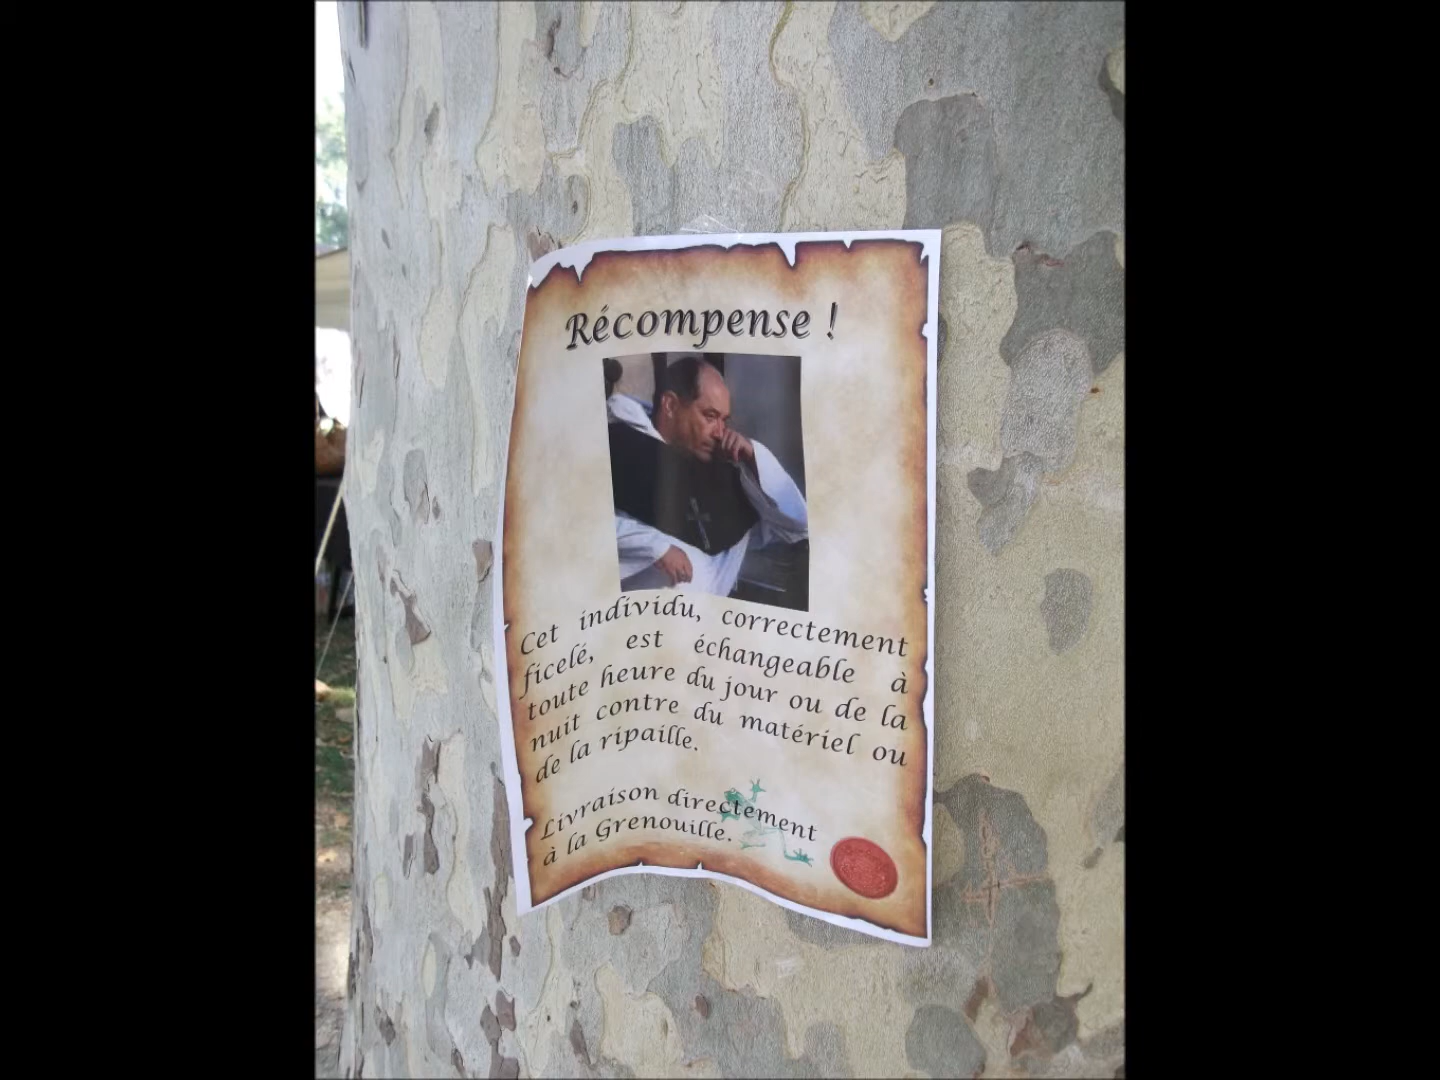 Récompense !
Cet individu, correctement
ficelé, est échangeable à
toute heure du jour ou de la
nuit contre du matériel ou
de la ripaille.
Livraison directement
à la Grenouille.